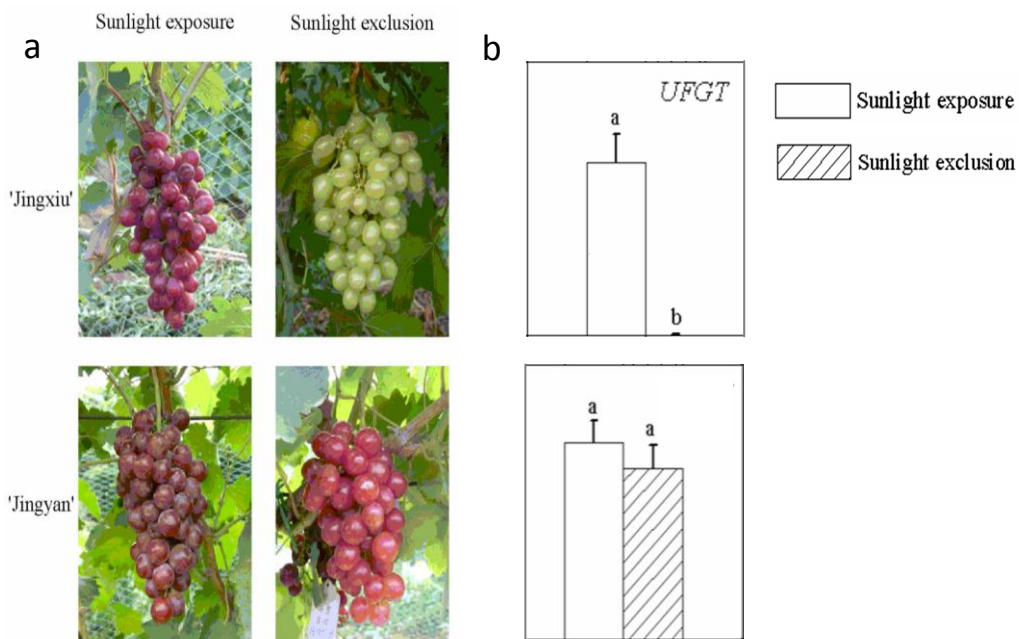 Sunlight exposure
Sunlight exclusion
a
b
'Jingxiu'
UFGT
a
b
Sunlight exposure
Sunlight exclusion
'Jingyan'
a
a